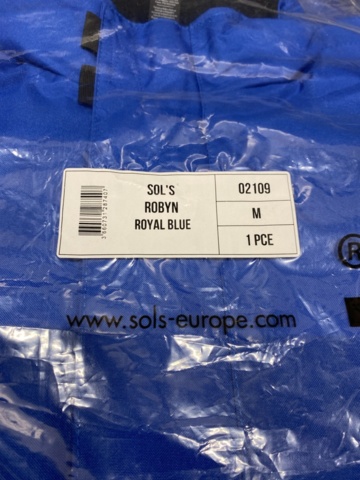 SOL'S
ROBYN
ROYAL BLUE
02109
M
1 PCE
®
www.sols-europe.com